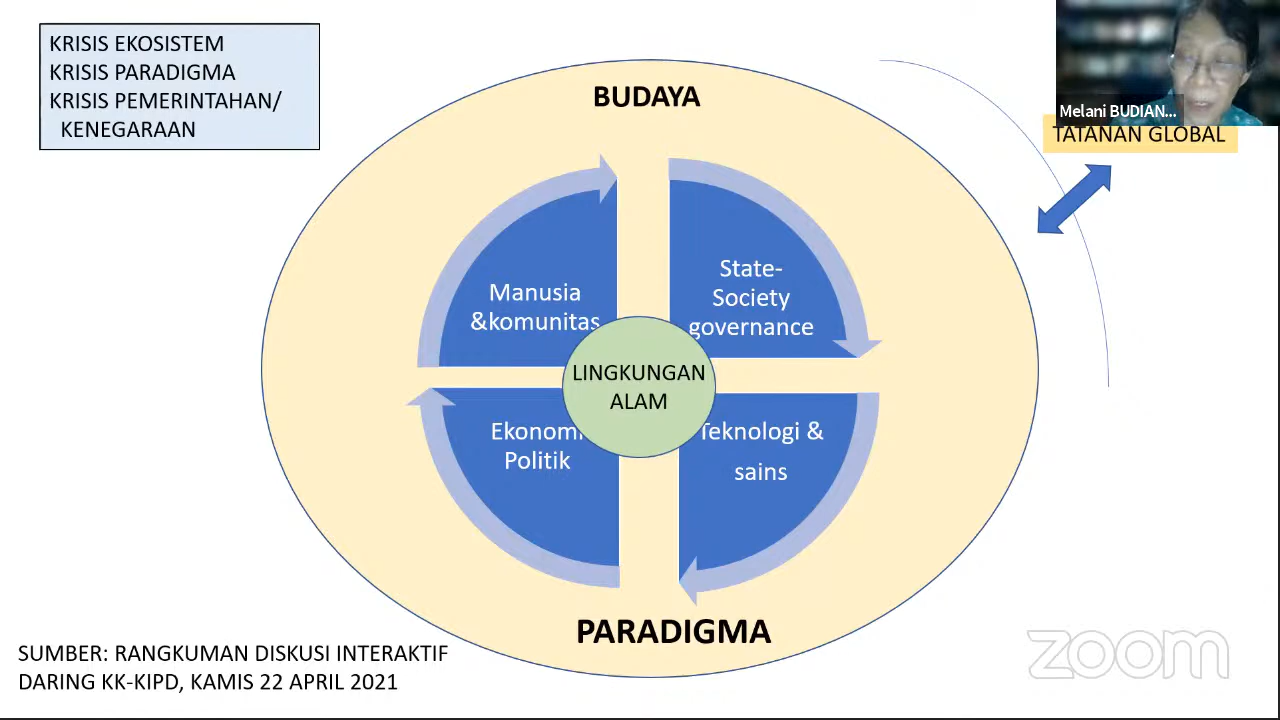 KRISIS EKOSISTEM
KRISIS PARADIGMA
KRISIS PEMERINTAHAN/
KENEGARAAN
BUDAYA
Melani BUDIAN...
TATANAN GLOBAL
Manusia
&komunitas
State-
Society
governance
LINGKUNGAN
ALAM
Ekonomi
Politik
Teknologi &
sains
PARADIGMA
SUMBER: RANGKUMAN DISKUSI INTERAKTIF
DARING KK-KIPD, KAMIS 22 APRIL 2021
zoom